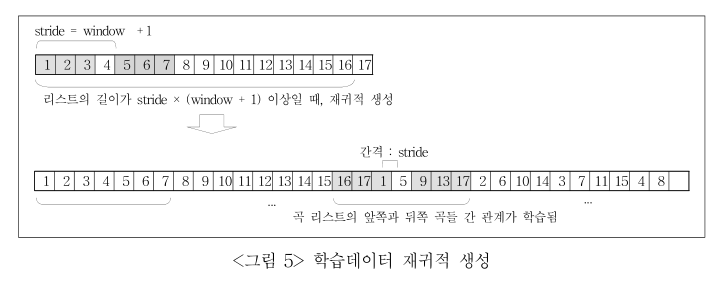 stride = window +1
1 2 3 4 5 6 7 8 9 10 11 12 13 14 15 16 17
리스트의 길이가 stride × (window + 1) 이상일 때, 재귀적 생성
간격 : stride
1 2 3 4 5 6 7 8 9 10 11 12 13 14 15 16 17 1 5 9 13 17 2 6 10 14 3 7 11 15 4 8
... ...
곡 리스트의 앞쪽과 뒤쪽 곡들 간 관계가 학습됨
<그림 5> 학습데이터 재귀적 생성